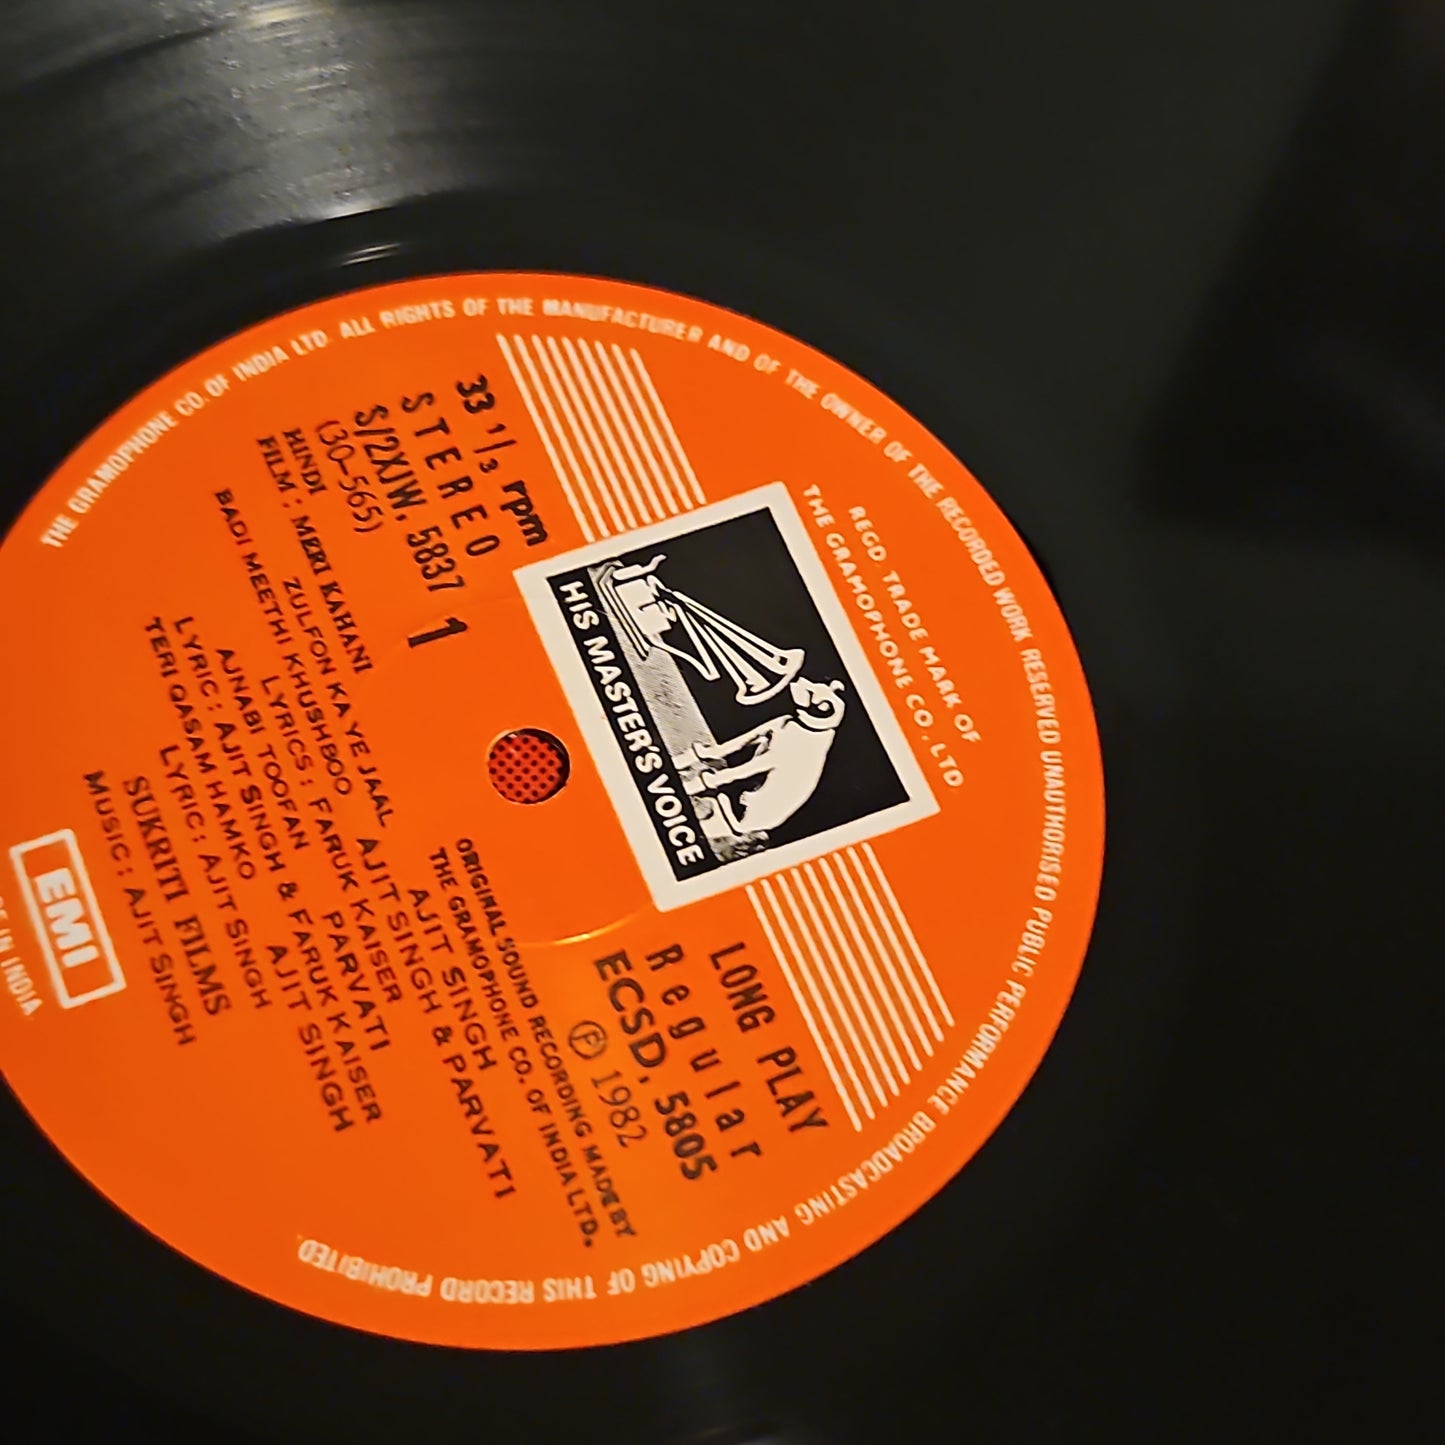 THE GRAMOPHONE CO. OF INDIA LTD. ALL RIGHTS OF THE MANUFACTURER AND OF THE OWNER OF THE RECORDED WORK RESERVED UNAUTHORISED PUBLIC PERFORMANCE BROADCASTING AND COPYING OF THIS RECORD PROHIBITED.
REGD. TRADE MARK OF
THE GRAMOPHONE CO. LTD
HIS MASTER'S VOICE
33 1/3 rpm
STEREO
S/2XJW. 5837
(30-565)
1
LONG PLAY
Regular
ECSD. 5805
Ⓟ 1982
ORIGINAL SOUND RECORDING MADE BY
THE GRAMOPHONE CO. OF INDIA LTD.
HINDI
FILM : MERI KAHANI
ZULFON KA YE JAAL AJIT SINGH & PARVATI
BADI MEETHI KHUSHBOO AJIT SINGH
LYRICS : FARUK KAISER
AJNABI TOOFAN PARVATI
LYRIC : AJIT SINGH & FARUK KAISER
TERI QASAM HAMKO AJIT SINGH
LYRIC : AJIT SINGH
SUKRITI FILMS
MUSIC : AJIT SINGH
EMI
IN INDIA